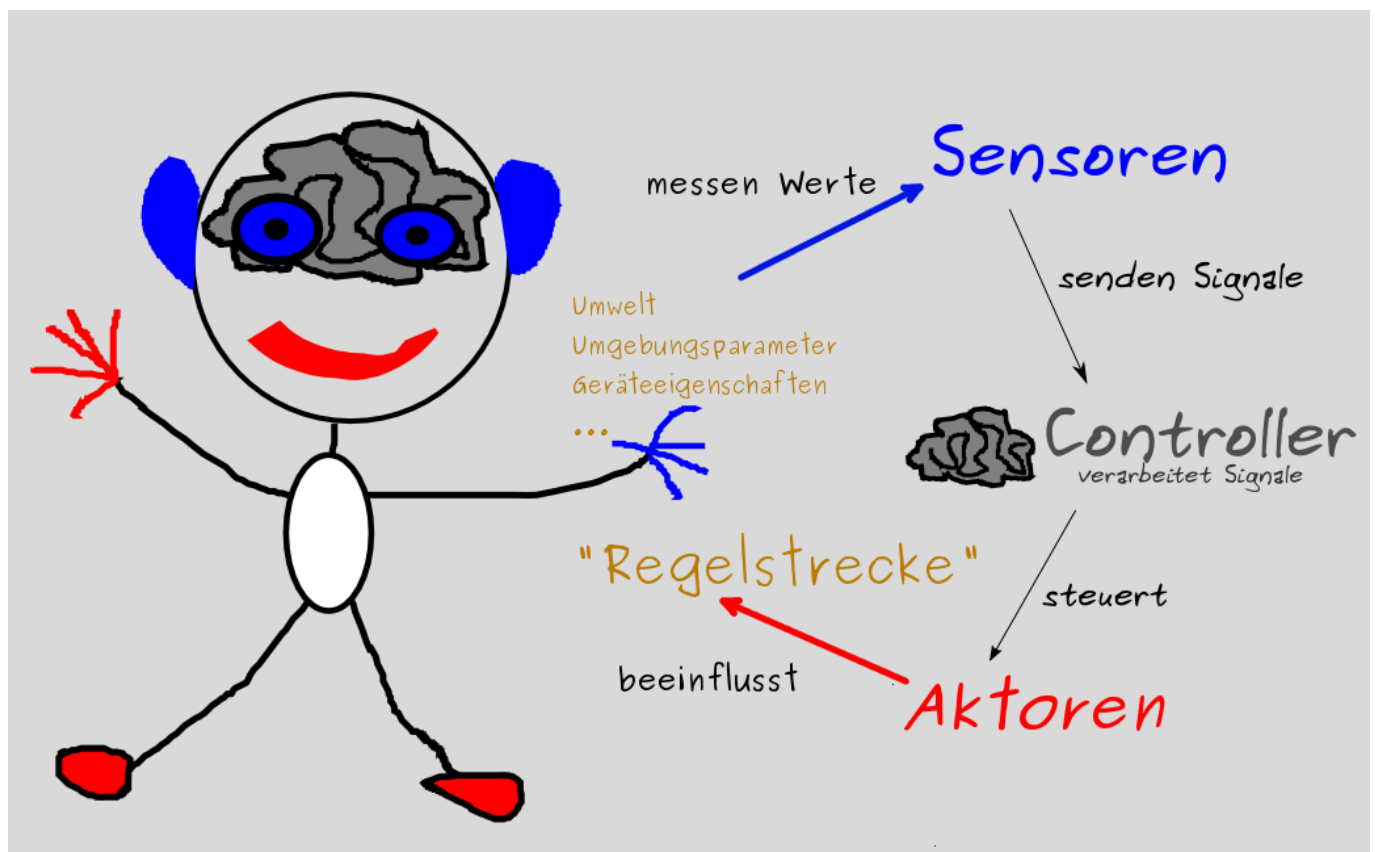 Sensoren
messen Werte
senden Signale
Umwelt
Umgebungsparameter
Geräteeigenschaften
...
Controller
verarbeitet Signale
"Regelstrecke"
steuert
beeinflusst
Aktoren